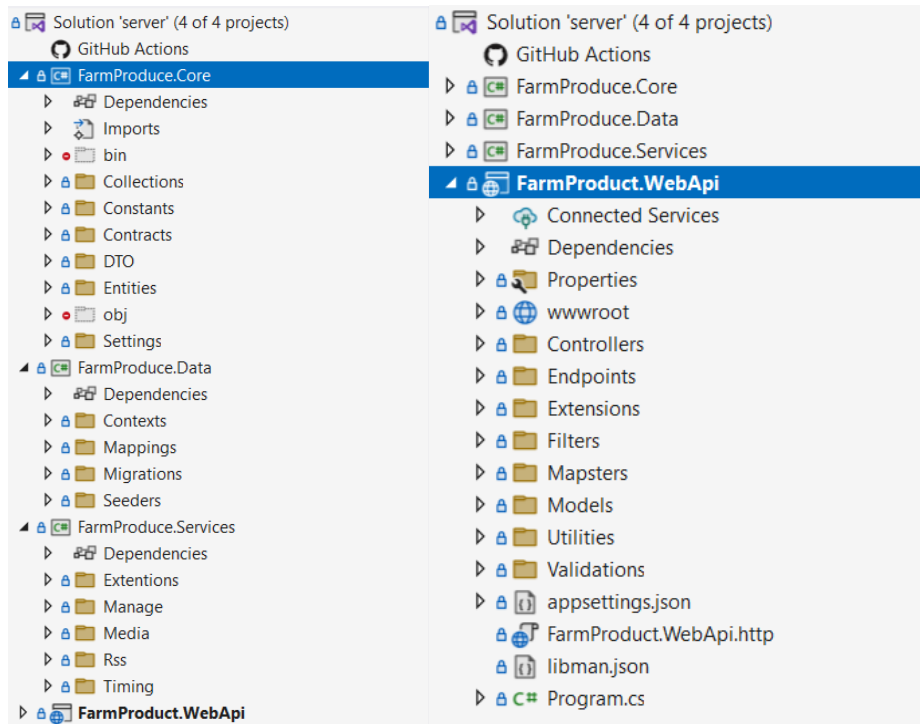 Solution 'server' (4 of 4 projects)
GitHub Actions
FarmProduce.Core
Dependencies
Imports
bin
Collections
Constants
Contracts
DTO
Entities
obj
Settings
FarmProduce.Data
Dependencies
Contexts
Mappings
Migrations
Seeders
FarmProduce.Services
Dependencies
Extentions
Manage
Media
Rss
Timing
FarmProduct.WebApi
Solution 'server' (4 of 4 projects)
GitHub Actions
C# FarmProduce.Core
C# FarmProduce.Data
C# FarmProduce.Services
FarmProduct.WebApi
Connected Services
Dependencies
Properties
wwwroot
Controllers
Endpoints
Extensions
Filters
Mapsters
Models
Utilities
Validations
appsettings.json
FarmProduct.WebApi.http
libman.json
C# Program.cs